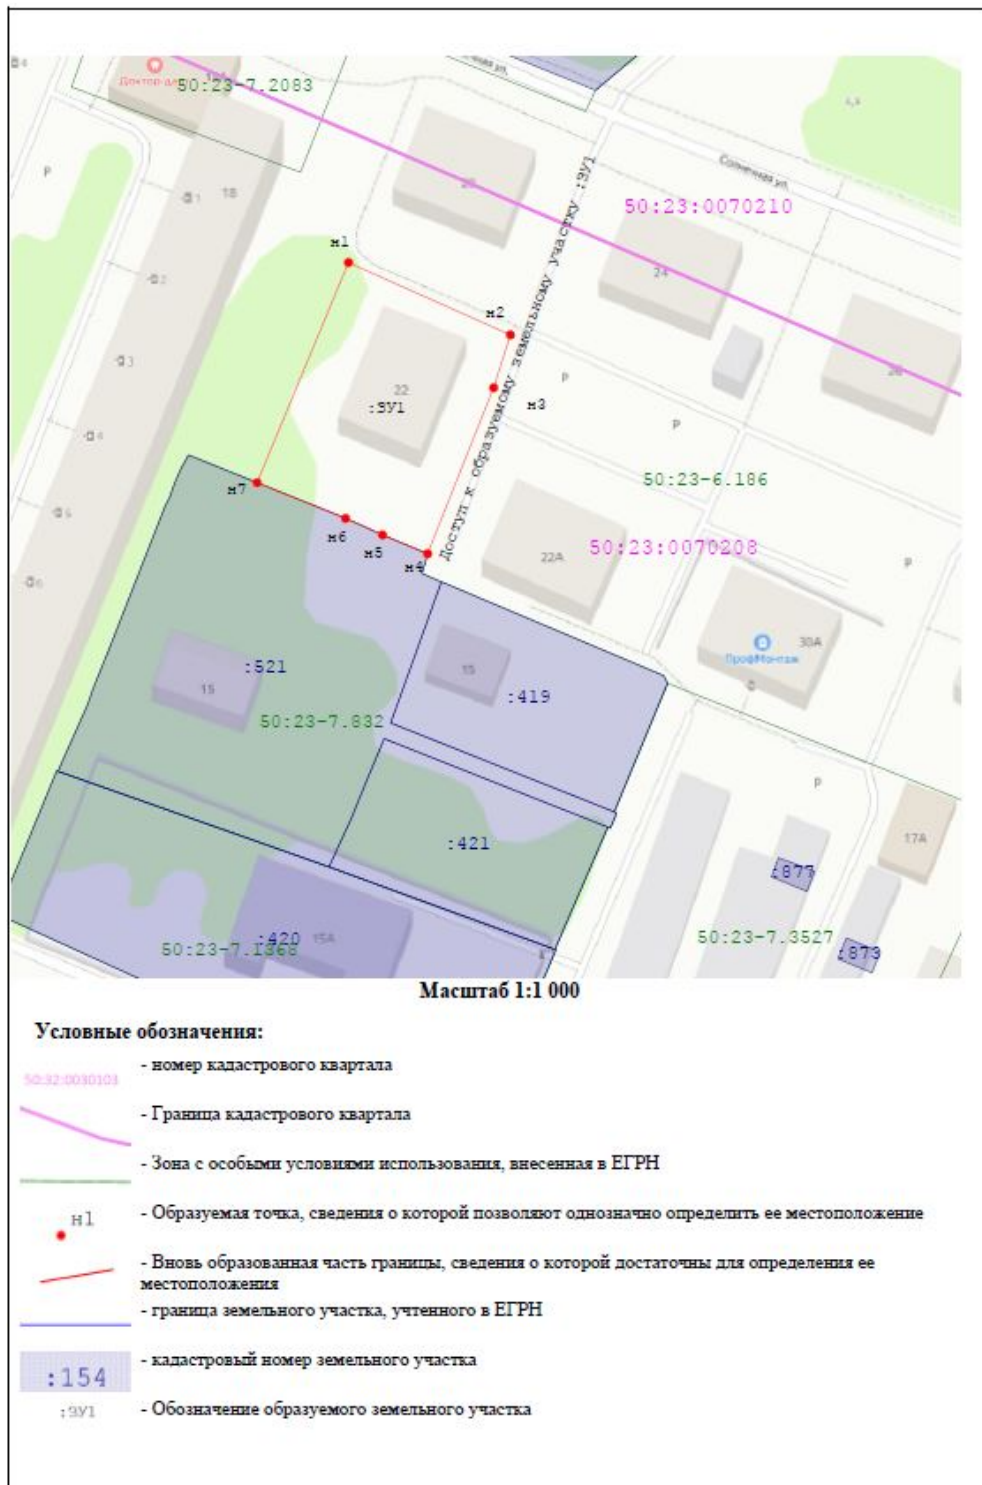 Доктор-да
50:23-7.2083
Солнечная ул.
50:23:0070210
18
24
н1
н2
22
:ЗУ1
н3
Доступ к образуемому земельному участку :ЗУ1
Р
Р
Р
50:23-6.186
н7
н6
н5
н4
22А
50:23:0070208
Р
30А
ПрофМонтаж
:521
15
15
:419
50:23-7.832
Р
:421
17А
:877
:420
15А
50:23-7.1368
50:23-7.3527
:873
Масштаб 1:1 000
Условные обозначения:
50:32:0030103
- номер кадастрового квартала
- Граница кадастрового квартала
- Зона с особыми условиями использования, внесенная в ЕГРН
н1
- Образуемая точка, сведения о которой позволяют однозначно определить ее местоположение
- Вновь образованная часть границы, сведения о которой достаточны для определения ее
местоположения
- граница земельного участка, учтенного в ЕГРН
:154
- кадастровый номер земельного участка
:ЗУ1
- Обозначение образуемого земельного участка